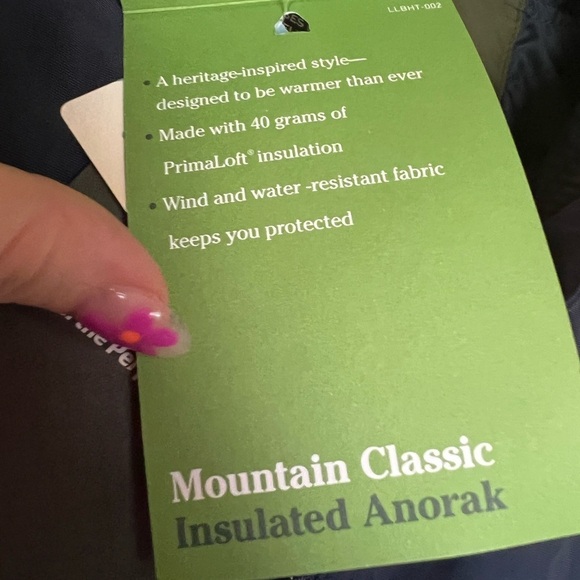 LLBHT-002
• A heritage-inspired style—
designed to be warmer than ever
• Made with 40 grams of
PrimaLoft® insulation
• Wind and water -resistant fabric
keeps you protected
the
Mountain Classic
Insulated Anorak